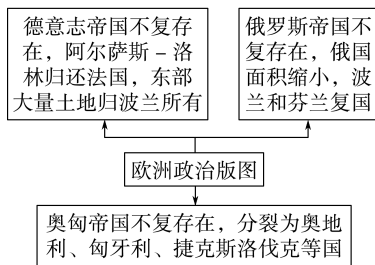 德意志帝国不复存
在，阿尔萨斯－洛
林归还法国，东部
大量土地归波兰所有
俄罗斯帝国不
复存在，俄国
面积缩小，波
兰和芬兰复国
欧洲政治版图
奥匈帝国不复存在，分裂为奥地
利、匈牙利、捷克斯洛伐克等国